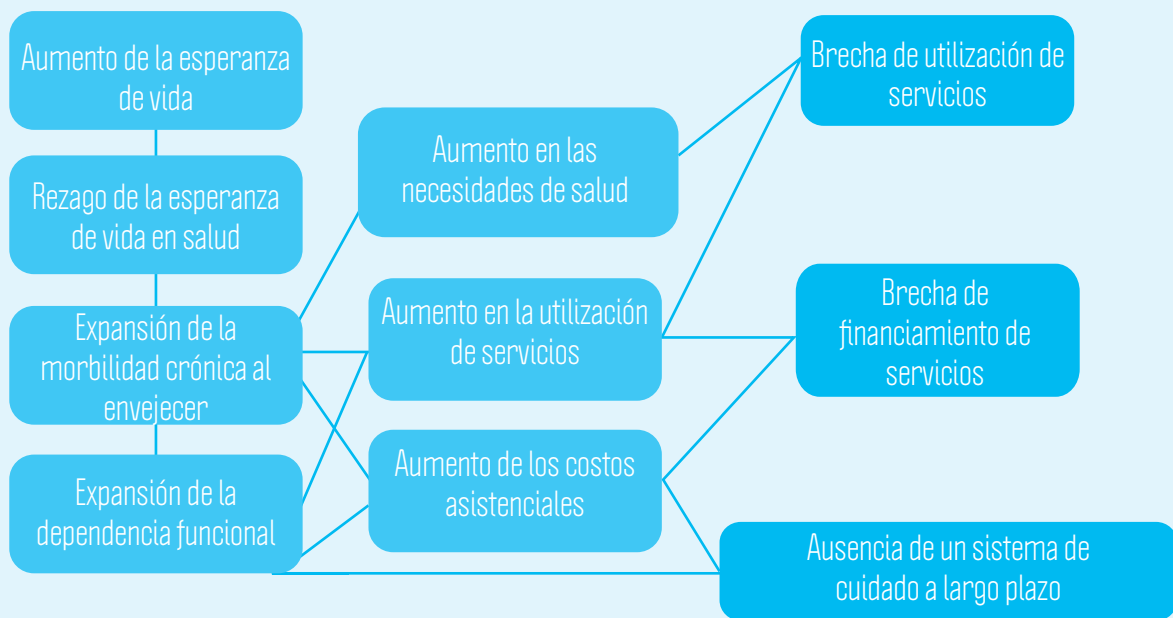 Aumento de la esperanza
de vida
Rezago de la esperanza
de vida en salud
Expansión de la
morbilidad crónica al
envejecer
Expansión de la
dependencia funcional
Aumento en las
necesidades de salud
Aumento en la utilización
de servicios
Aumento de los costos
asistenciales
Brecha de utilización de
servicios
Brecha de
financiamiento de
servicios
Ausencia de un sistema de
cuidado a largo plazo